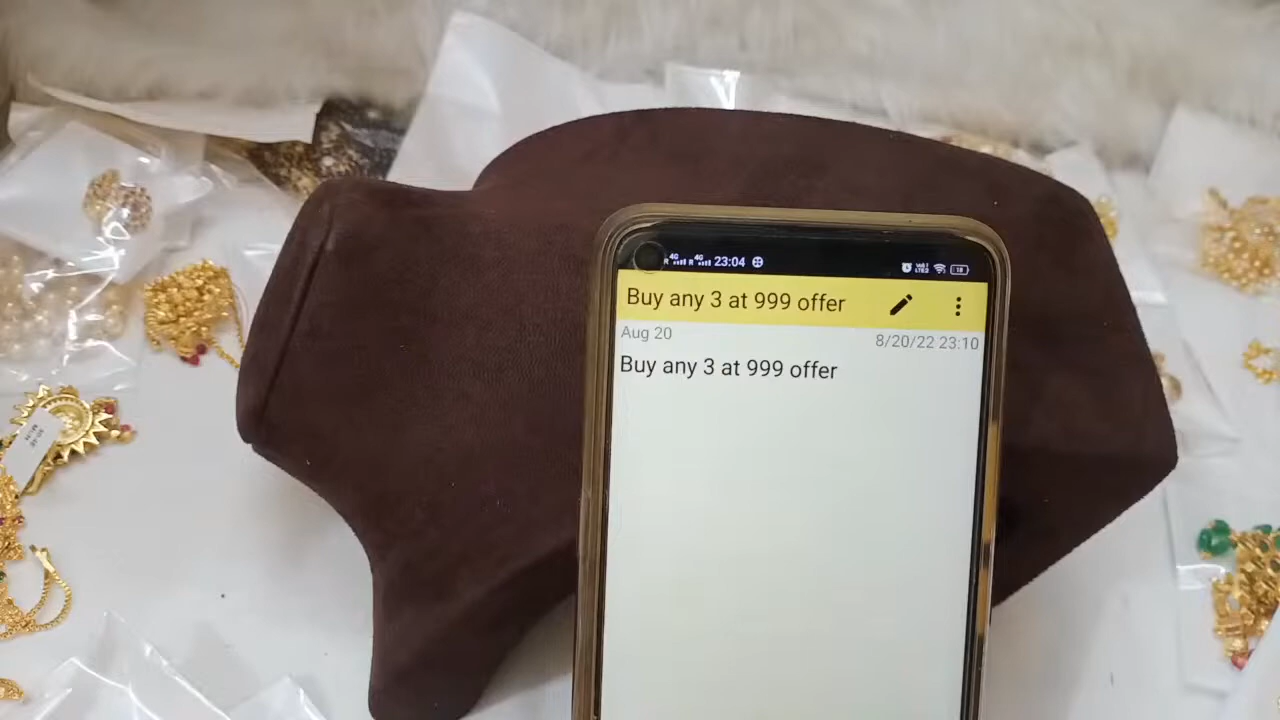 23:04
Buy any 3 at 999 offer
Aug 20
8/20/22 23:10
Buy any 3 at 999 offer